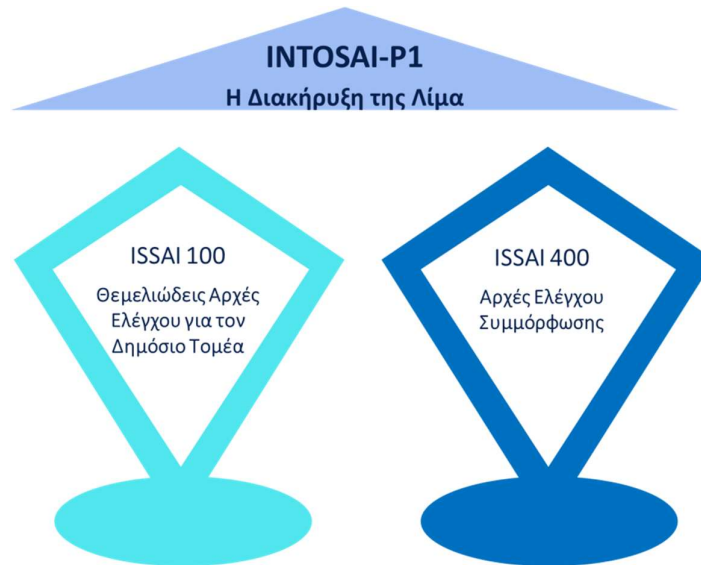 INTOSAI-P1
Η Διακήρυξη της Λίμα
ISSAI 100
Θεμελιώδεις Αρχές
Ελέγχου για τον
Δημόσιο Τομέα
ISSAI 400
Αρχές Ελέγχου
Συμμόρφωσης